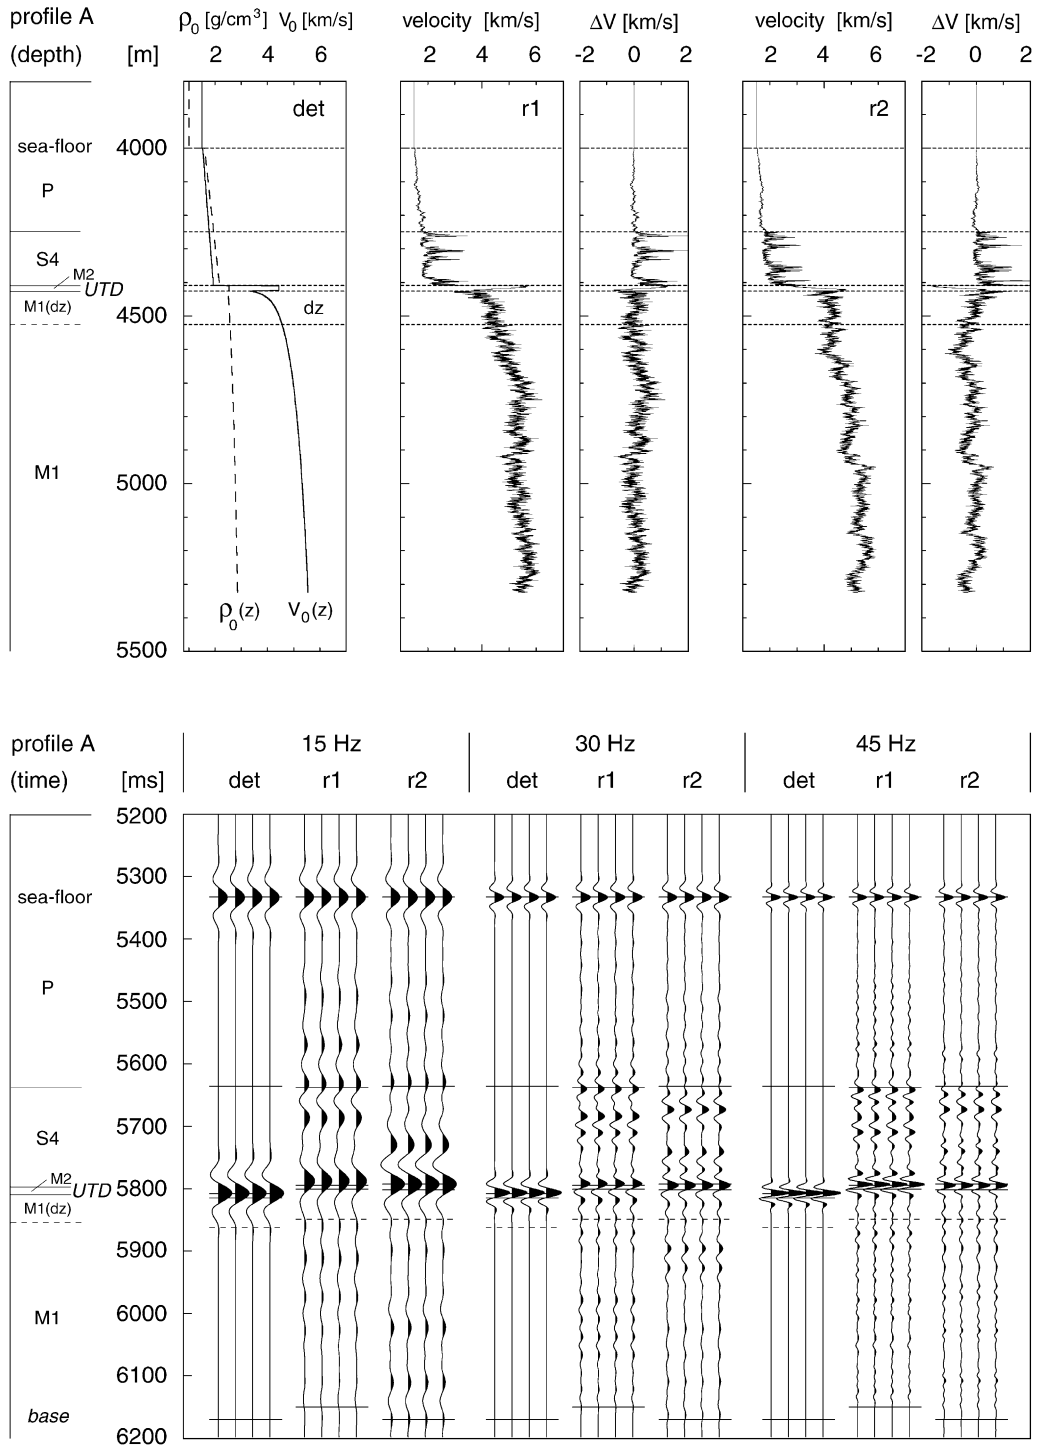 profile A ρ₀ [g/cm³] V₀ [km/s] velocity [km/s] ΔV [km/s] velocity [km/s] ΔV [km/s]
(depth) [m] 2 4 6 2 4 6 -2 0 2 2 4 6 -2 0 2
det r1 r2
sea-floor 4000
P
S4
M2
UTD
M1(dz) dz
4500
M1
5000
ρ₀(z) V₀(z)
5500
profile A 15 Hz 30 Hz 45 Hz
(time) [ms] det r1 r2 det r1 r2 det r1 r2
5200
5300
sea-floor
5400
P
5500
5600
5700
S4
M2
5800
UTD
M1(dz)
5900
6000
M1
6100
base
6200